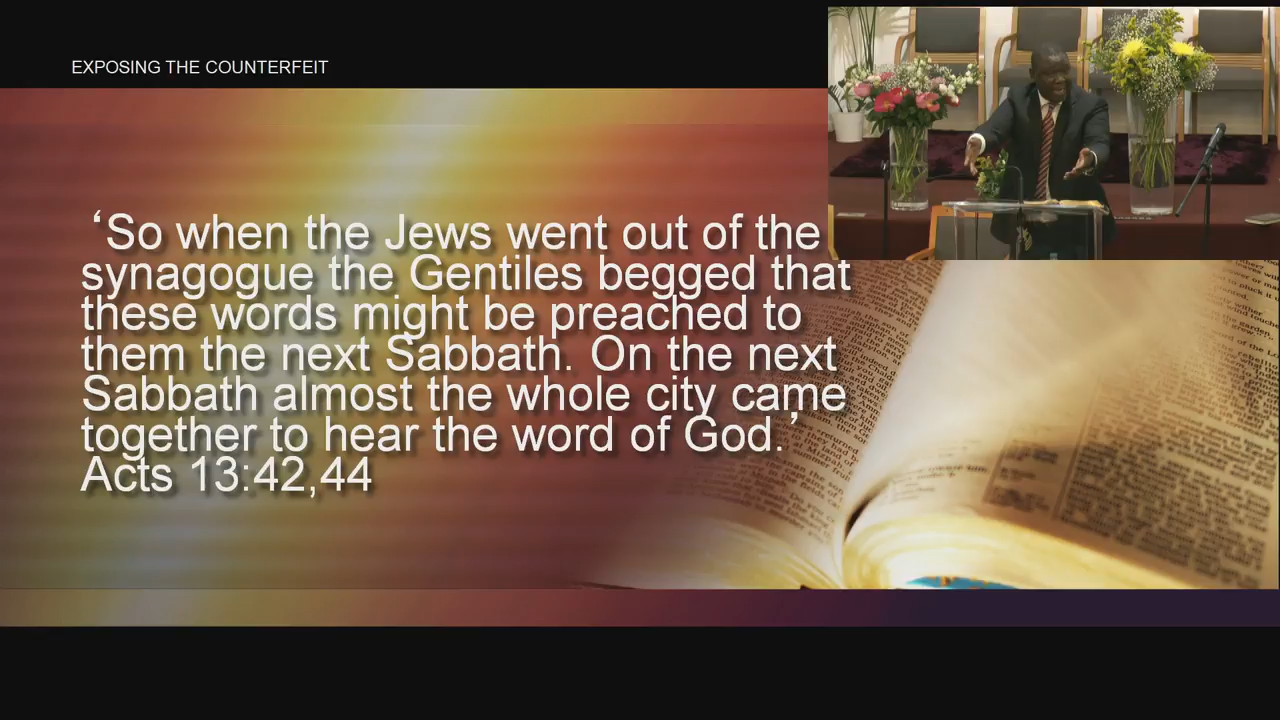 EXPOSING THE COUNTERFEIT
‘So when the Jews went out of the
synagogue the Gentiles begged that
these words might be preached to
them the next Sabbath. On the next
Sabbath almost the whole city came
together to hear the word of God.’
Acts 13:42,44